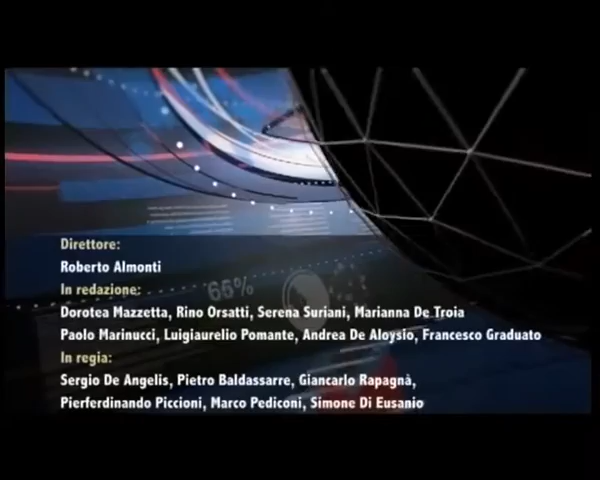 65%
Direttore:
Roberto Almonti
In redazione:
Dorotea Mazzetta, Rino Orsatti, Serena Suriani, Marianna De Troia
Paolo Marinucci, Luigiaurelio Pomante, Andrea De Aloysio, Francesco Graduato
In regia:
Sergio De Angelis, Pietro Baldassarre, Giancarlo Rapagnà,
Pierferdinando Piccioni, Marco Pediconi, Simone Di Eusanio